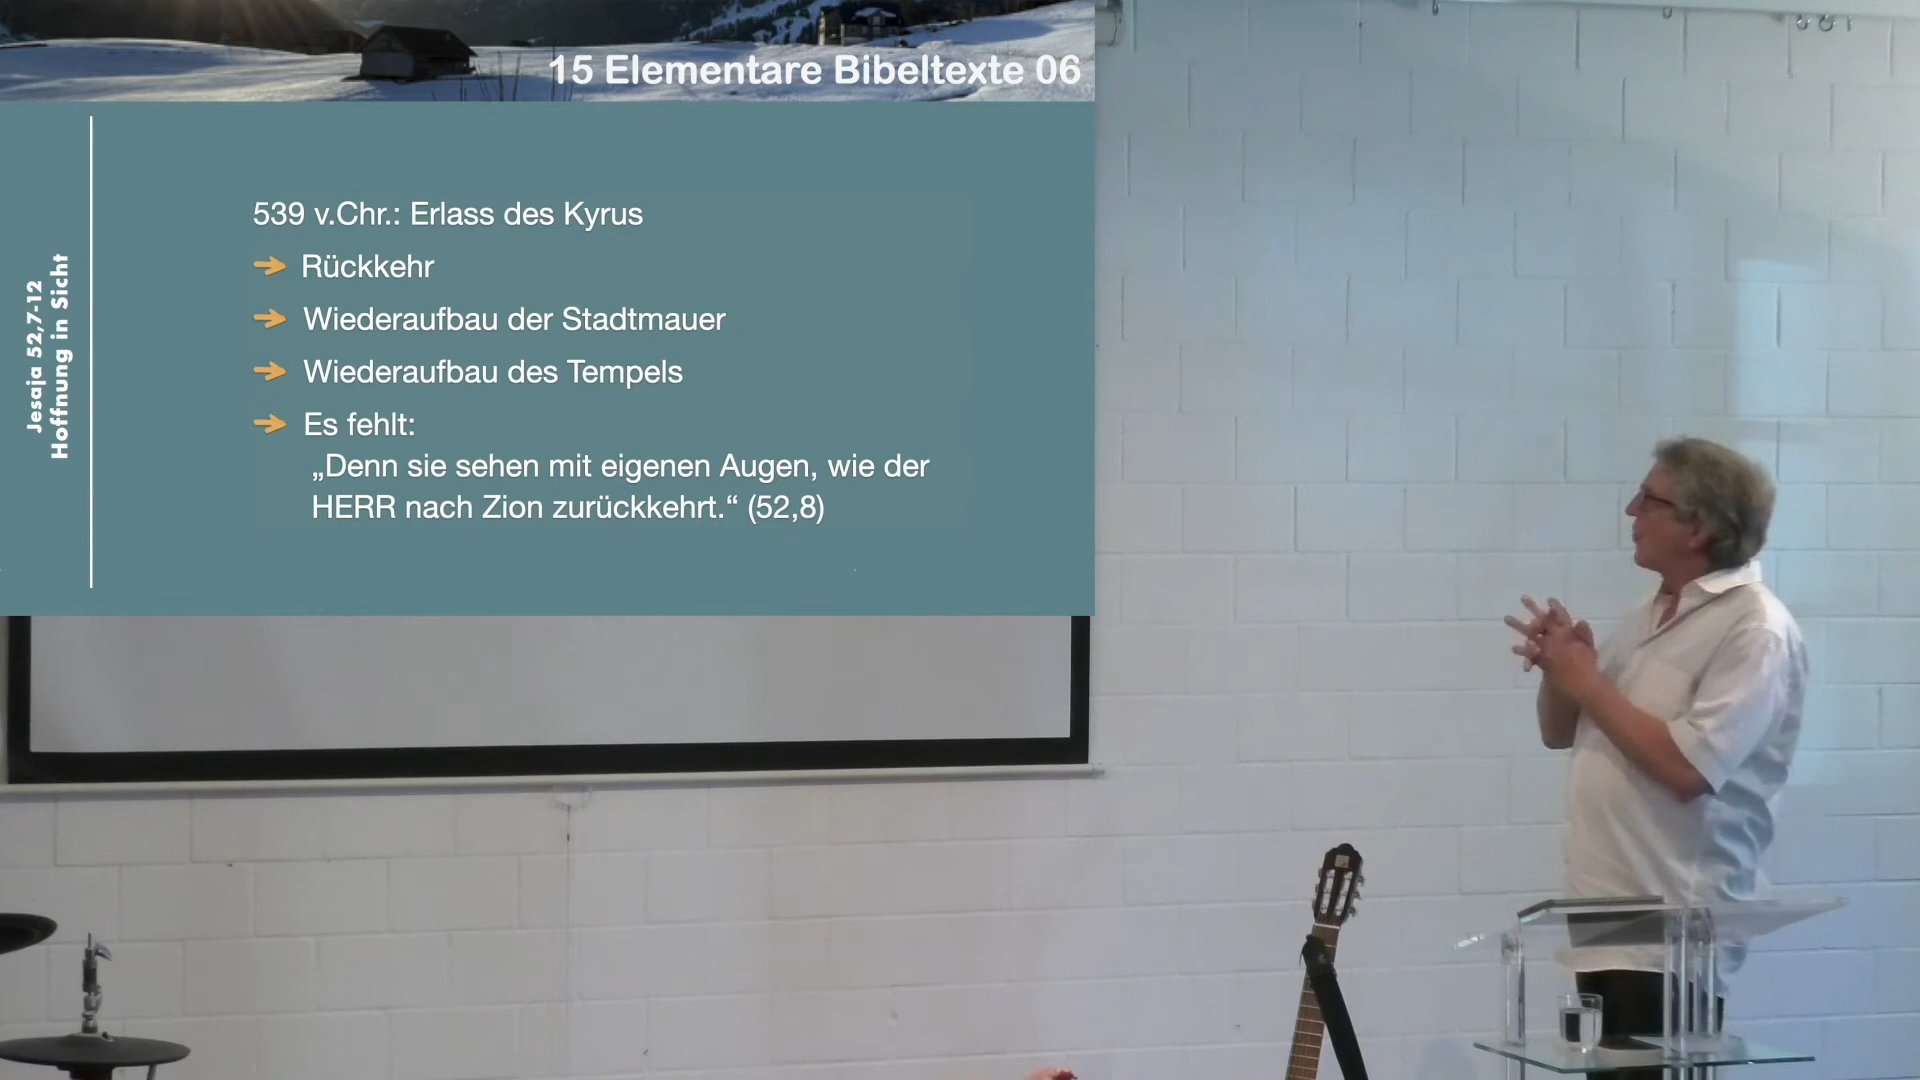 15 Elementare Bibeltexte 06
Jesaja 52,7-12
Hoffnung in Sicht
539 v.Chr.: Erlass des Kyrus
➔ Rückkehr
➔ Wiederaufbau der Stadtmauer
➔ Wiederaufbau des Tempels
➔ Es fehlt:
„Denn sie sehen mit eigenen Augen, wie der
HERR nach Zion zurückkehrt.“ (52,8)